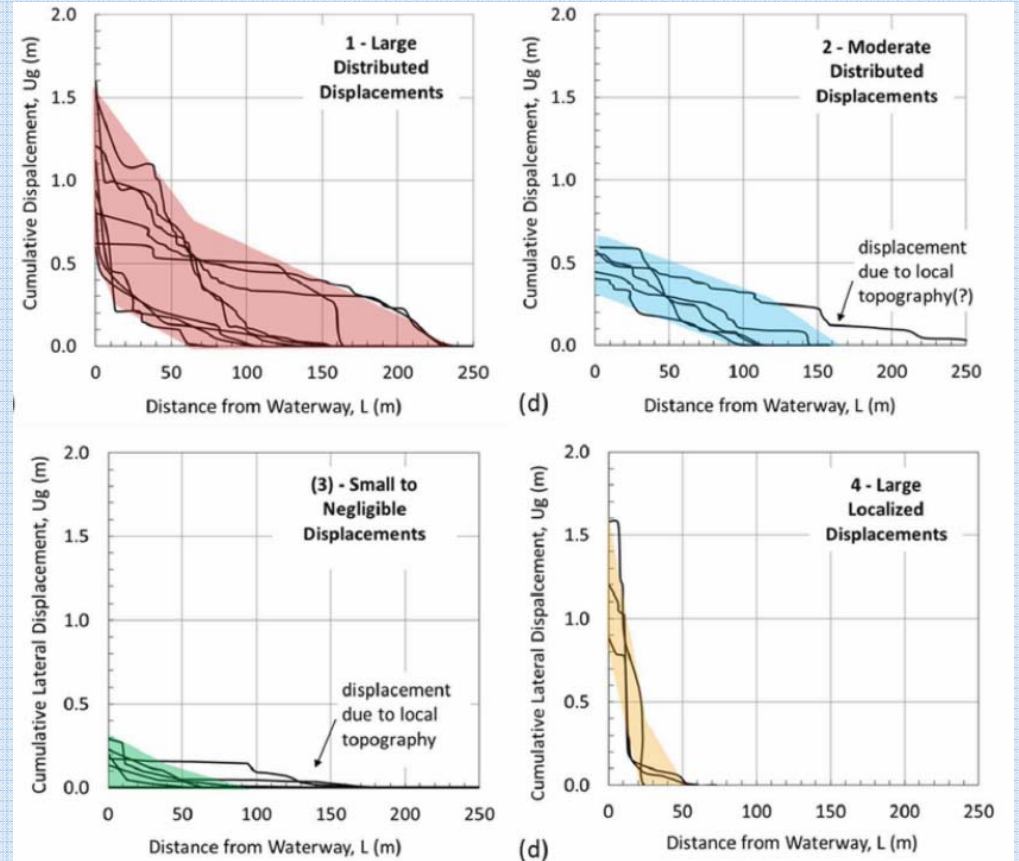 2.0
1.5
1.0
0.5
0.0
Cumulative Dispalcement, Ug (m)
1 - Large
Distributed
Displacements
0 50 100 150 200 250
Distance from Waterway, L (m)
2.0
1.5
1.0
0.5
0.0
Cumulative Dispalcement, Ug (m)
2 - Moderate
Distributed
Displacements
displacement
due to local
topography(?)
0 50 100 150 200 250
(d)
Distance from Waterway, L (m)
2.0
1.5
1.0
0.5
0.0
Cumulative Lateral Displacement, Ug (m)
(3) - Small to
Negligible
Displacements
displacement
due to local
topography
0 50 100 150 200 250
Distance from Waterway, L (m)
2.0
1.5
1.0
0.5
0.0
Cumulative Lateral Dispalcement, Ug (m)
4 - Large
Localized
Displacements
0 50 100 150 200 250
(d)
Distance from Waterway, L (m)